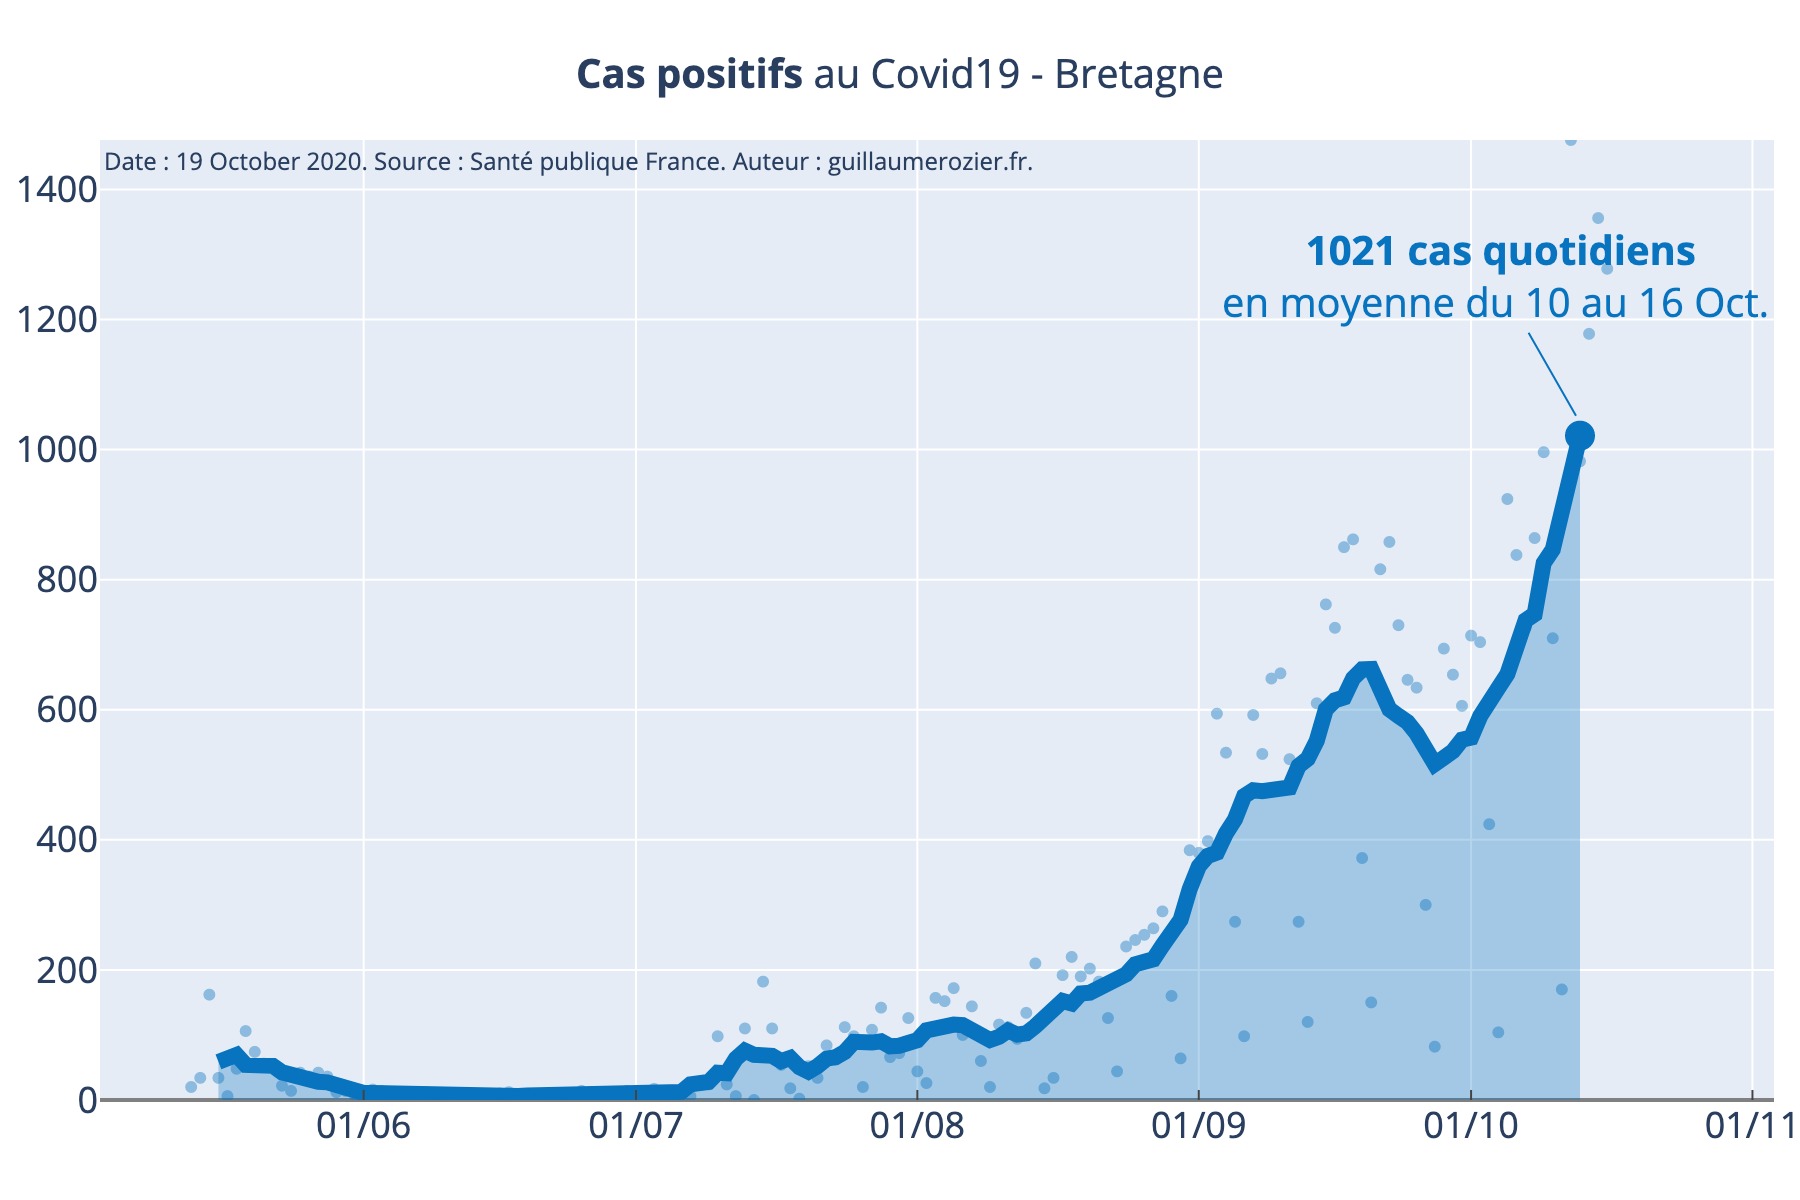 Cas positifs au Covid19 - Bretagne
Date : 19 October 2020. Source : Santé publique France. Auteur : guillaumerozier.fr.
1400
1021 cas quotidiens
en moyenne du 10 au 16 Oct.
1200
1000
800
600
400
200
0
01/06 01/07 01/08 01/09 01/10 01/11